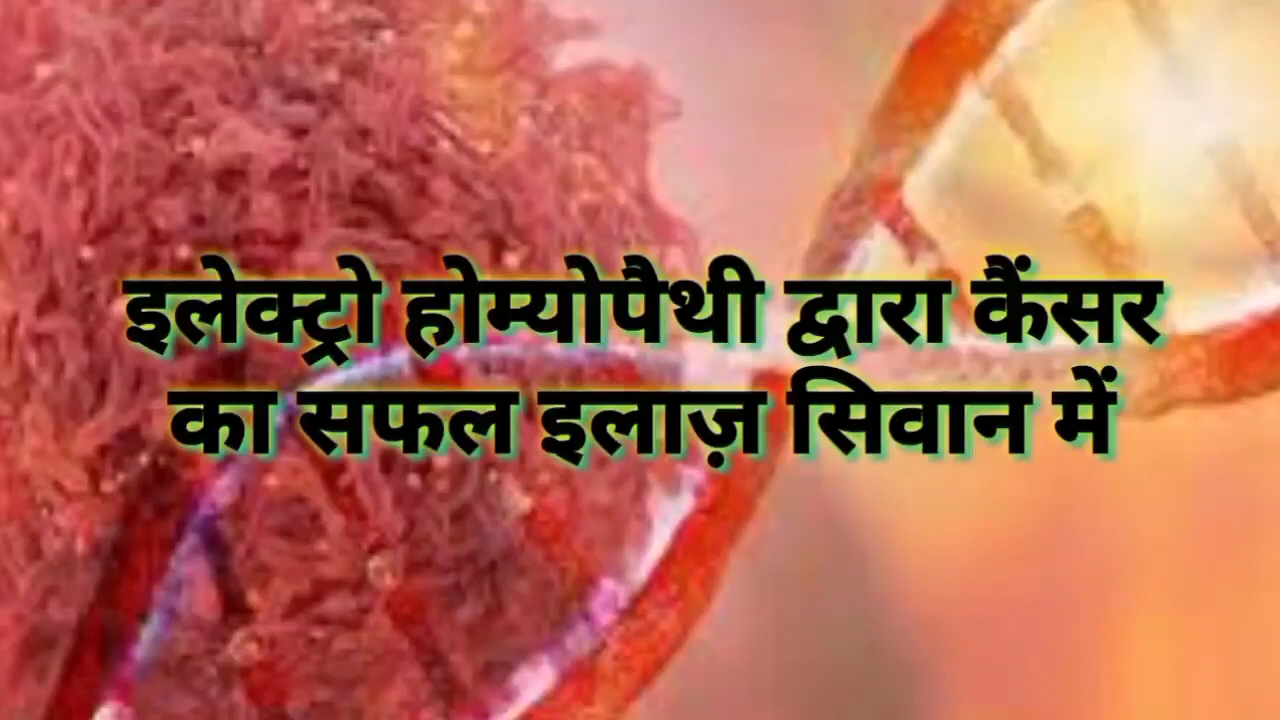 इलेक्ट्रो होम्योपैथी द्वारा कैंसर
का सफल इलाज़ सिवान में